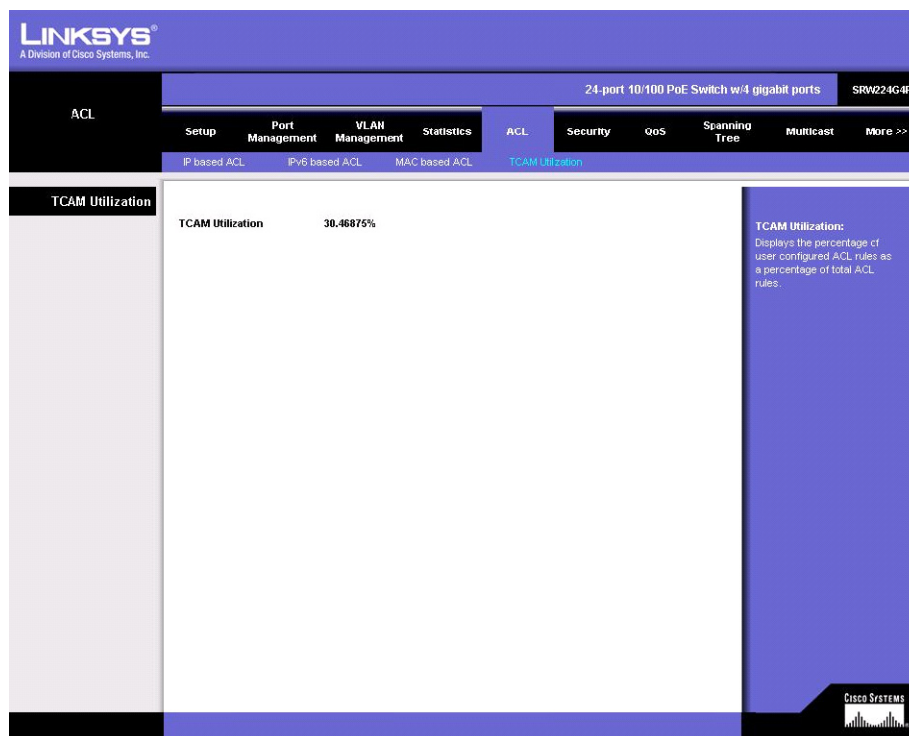 LINKSYS®
A Division of Cisco Systems, Inc.
24-port 10/100 PoE Switch w/4 gigabit ports
SRW224G4P
ACL
Setup
Port Management
VLAN Management
Statistics
ACL
Security
QoS
Spanning Tree
Multicast
More >>
IP based ACL
IPv6 based ACL
MAC based ACL
TCAM Utilization
TCAM Utilization
TCAM Utilization 30.46875%
TCAM Utilization:
Displays the percentage of
user configured ACL rules as
a percentage of total ACL
rules.
CISCO SYSTEMS